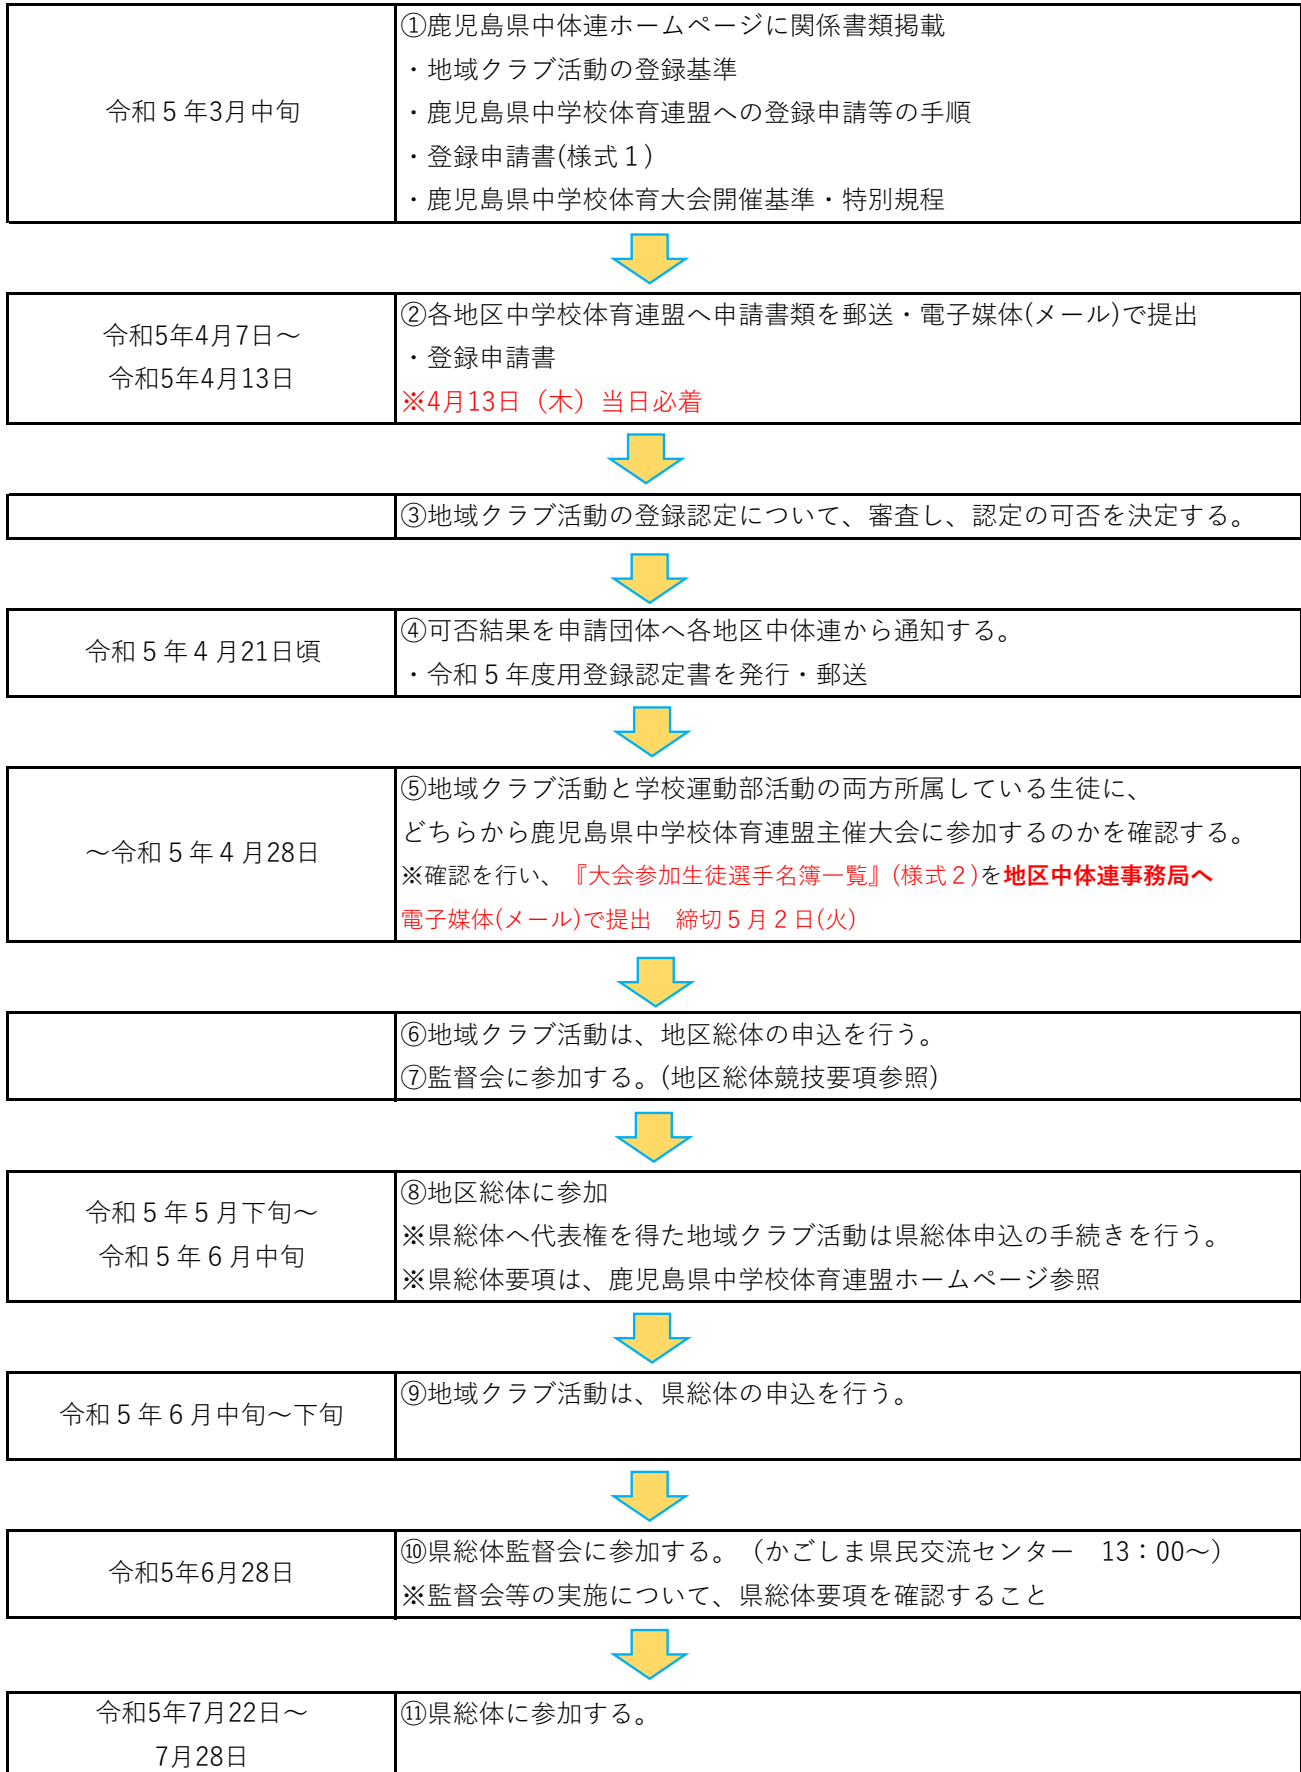 令和５年3月中旬
①鹿児島県中体連ホームページに関係書類掲載
・地域クラブ活動の登録基準
・鹿児島県中学校体育連盟への登録申請等の手順
・登録申請書(様式１)
・鹿児島県中学校体育大会開催基準・特別規程
令和5年4月7日～
令和5年4月13日
②各地区中学校体育連盟へ申請書類を郵送・電子媒体(メール)で提出
・登録申請書
※4月13日（木）当日必着
③地域クラブ活動の登録認定について、審査し、認定の可否を決定する。
令和５年４月21日頃
④可否結果を申請団体へ各地区中体連から通知する。
・令和５年度用登録認定書を発行・郵送
～令和５年４月28日
⑤地域クラブ活動と学校運動部活動の両方所属している生徒に、
どちらから鹿児島県中学校体育連盟主催大会に参加するのかを確認する。
※確認を行い、『大会参加生徒選手名簿一覧』(様式２)を地区中体連事務局へ
電子媒体(メール)で提出　締切５月２日(火)
⑥地域クラブ活動は、地区総体の申込を行う。
⑦監督会に参加する。(地区総体競技要項参照)
令和５年５月下旬～
令和５年６月中旬
⑧地区総体に参加
※県総体へ代表権を得た地域クラブ活動は県総体申込の手続きを行う。
※県総体要項は、鹿児島県中学校体育連盟ホームページ参照
令和５年６月中旬～下旬
⑨地域クラブ活動は、県総体の申込を行う。
令和5年6月28日
⑩県総体監督会に参加する。（かごしま県民交流センター　13：00～）
※監督会等の実施について、県総体要項を確認すること
令和5年7月22日～
7月28日
⑪県総体に参加する。